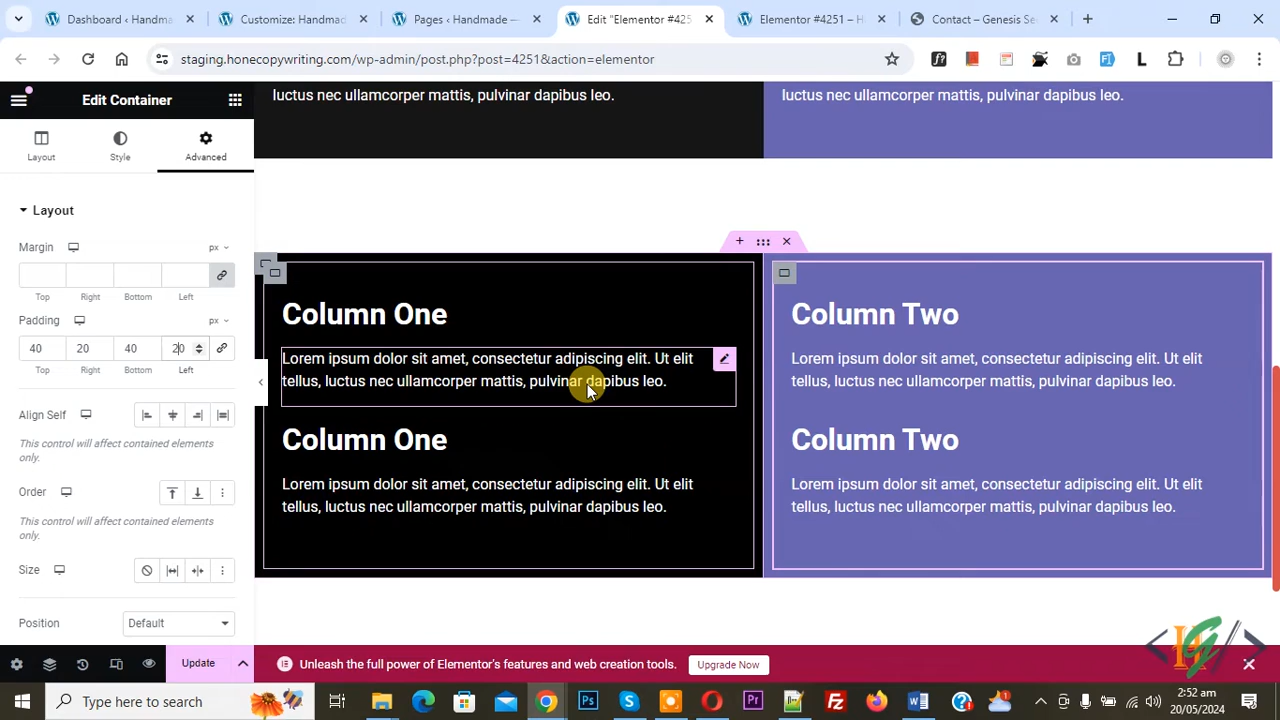 Dashboard ‹ Handma
Customize: Handmad
Pages ‹ Handmade —
Edit "Elementor #425
Elementor #4251 – H
Contact – Genesis Se
staging.homecopywriting.com/wp-admin/post.php?post=4251&action=elementor
Edit Container
luctus nec ullamcorper mattis, pulvinar dapibus leo.
luctus nec ullamcorper mattis, pulvinar dapibus leo.
Layout
Style
Advanced
Layout
Margin
px
Top Right Bottom Left
Padding
px
40 20 40 20
Top Right Bottom Left
Align Self
This control will affect contained elements
only.
Order
This control will affect contained elements
only.
Size
Position
Default
Column One
Lorem ipsum dolor sit amet, consectetur adipiscing elit. Ut elit
tellus, luctus nec ullamcorper mattis, pulvinar dapibus leo.
Column One
Lorem ipsum dolor sit amet, consectetur adipiscing elit. Ut elit
tellus, luctus nec ullamcorper mattis, pulvinar dapibus leo.
Column Two
Lorem ipsum dolor sit amet, consectetur adipiscing elit. Ut elit
tellus, luctus nec ullamcorper mattis, pulvinar dapibus leo.
Column Two
Lorem ipsum dolor sit amet, consectetur adipiscing elit. Ut elit
tellus, luctus nec ullamcorper mattis, pulvinar dapibus leo.
Update
Unleash the full power of Elementor's features and web creation tools.
Upgrade Now
Type here to search
2:52 am
20/05/2024